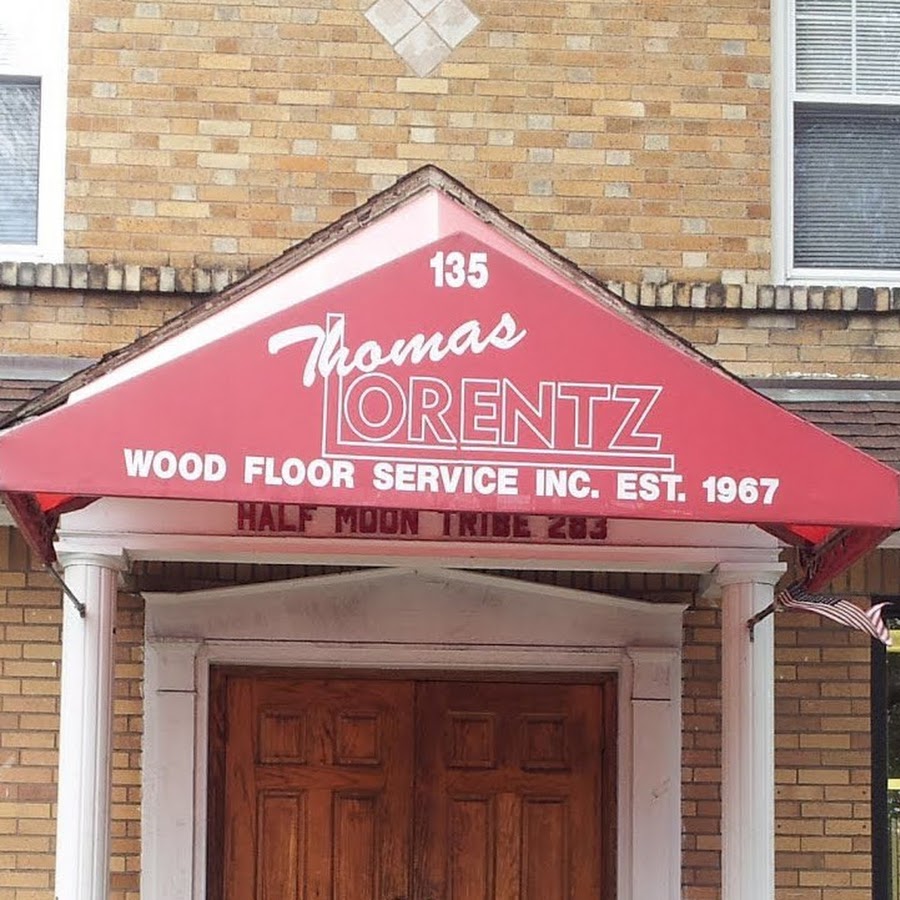 135
Thomas
LORENTZ
WOOD FLOOR SERVICE INC. EST. 1967
HALF MOON TRIBE 283